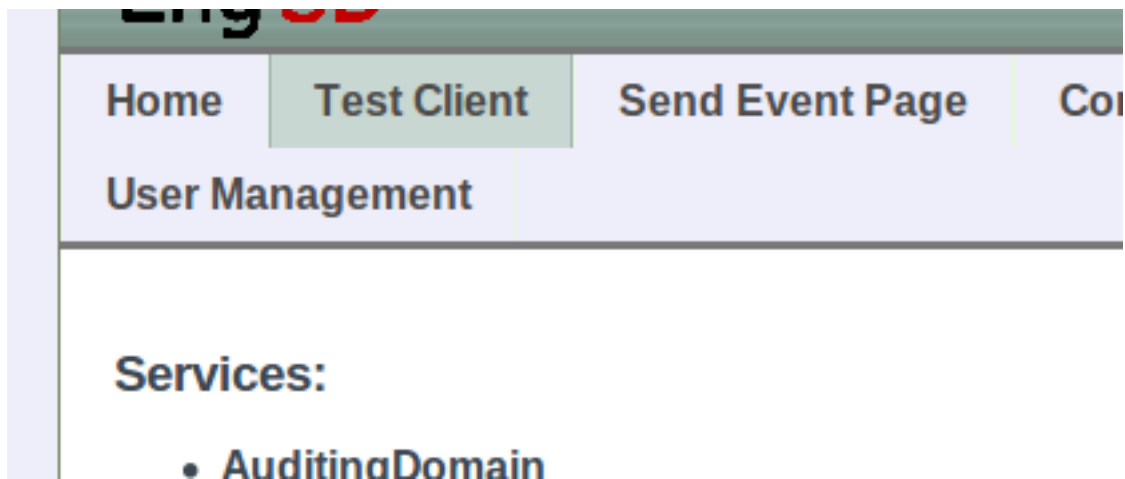 Home Test Client Send Event Page
User Management
Services:
• AuditingDomain